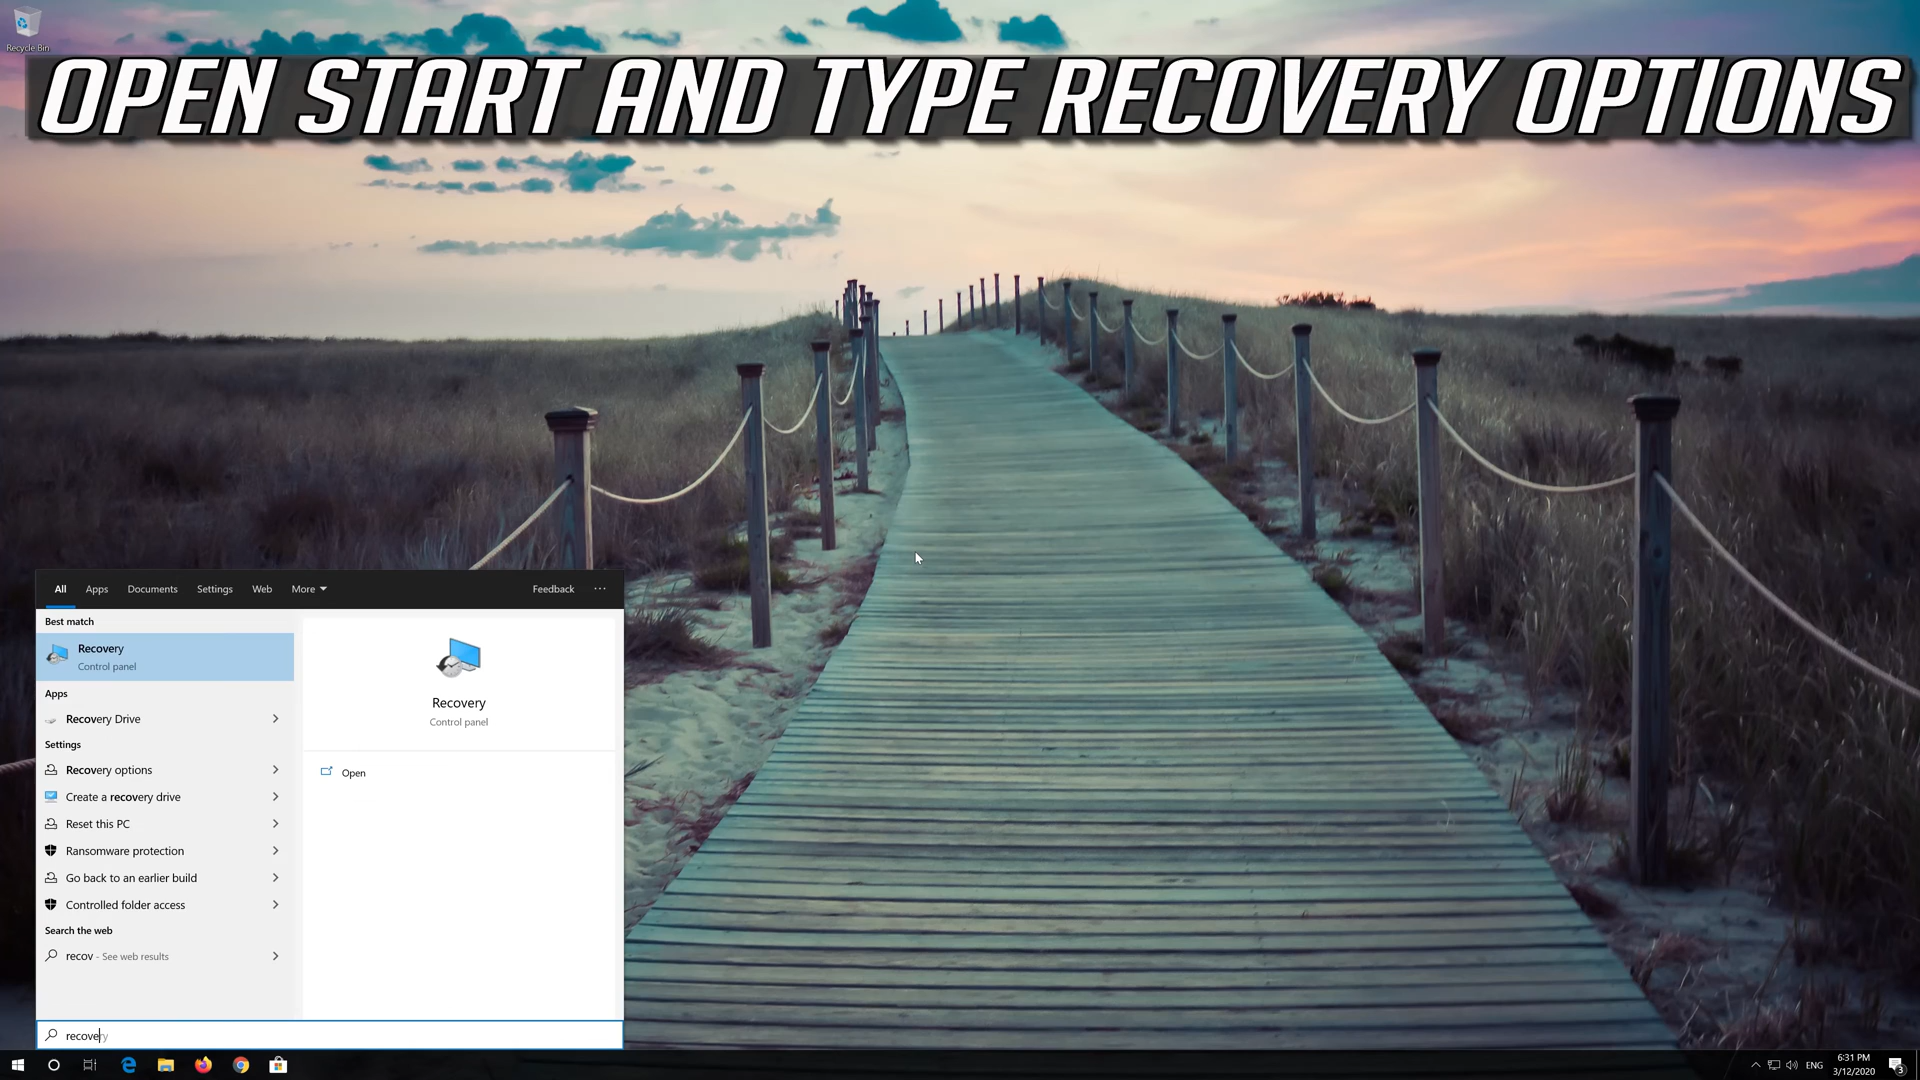 Recycle Bin
OPEN START AND TYPE RECOVERY OPTIONS
All Apps Documents Settings Web More Feedback ...
Best match
Recovery
Control panel
Apps
Recovery Drive
Settings
Recovery options
Create a recovery drive
Reset this PC
Ransomware protection
Go back to an earlier build
Controlled folder access
Search the web
recov - See web results
Recovery
Control panel
Open
recovery
ENG
6:31 PM
3/12/2020
3